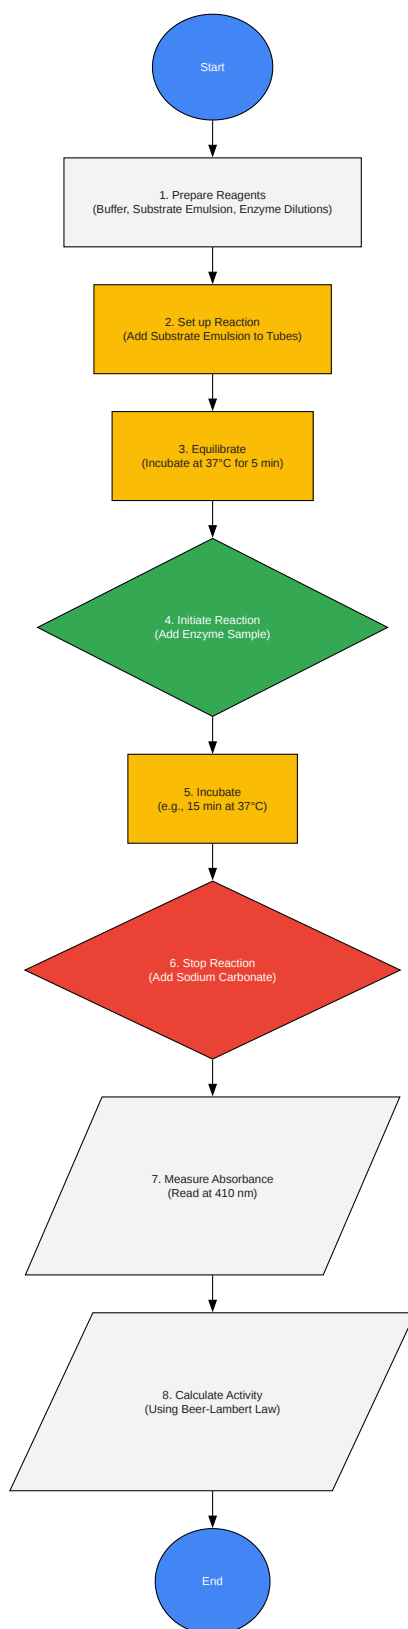 Start
1. Prepare Reagents
(Buffer, Substrate Emulsion, Enzyme Dilutions)
2. Set up Reaction
(Add Substrate Emulsion to Tubes)
3. Equilibrate
(Incubate at 37°C for 5 min)
4. Initiate Reaction
(Add Enzyme Sample)
5. Incubate
(e.g., 15 min at 37°C)
6. Stop Reaction
(Add Sodium Carbonate)
7. Measure Absorbance
(Read at 410 nm)
8. Calculate Activity
(Using Beer-Lambert Law)
End